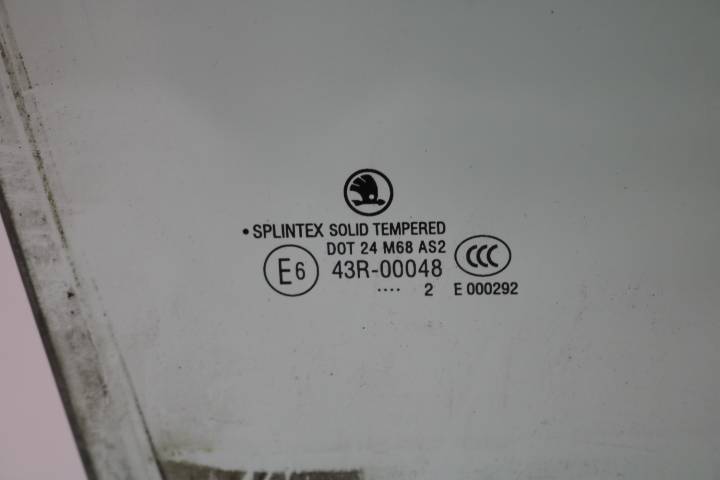 • SPLINTEX SOLID TEMPERED
DOT 24 M68 AS2
E6 43R-00048 CCC
.... 2 E 000292